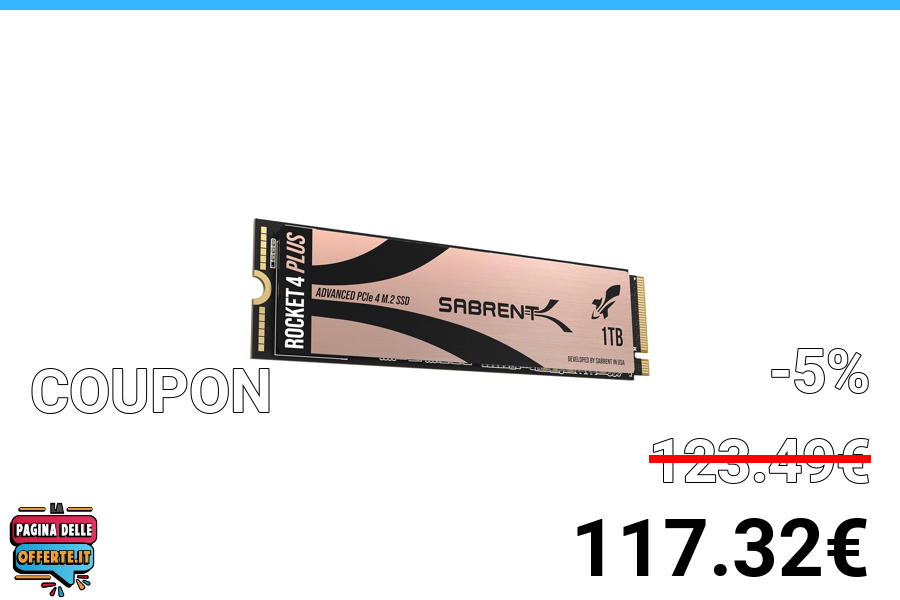 ROCKET 4 PLUS
ADVANCED PCIe 4 M.2 SSD
SABRENT
1TB
DEVELOPED BY SABRENT IN USA
COUPON
-5%
123.49€
117.32€
LA
PAGINA DELLE
OFFERTE.IT